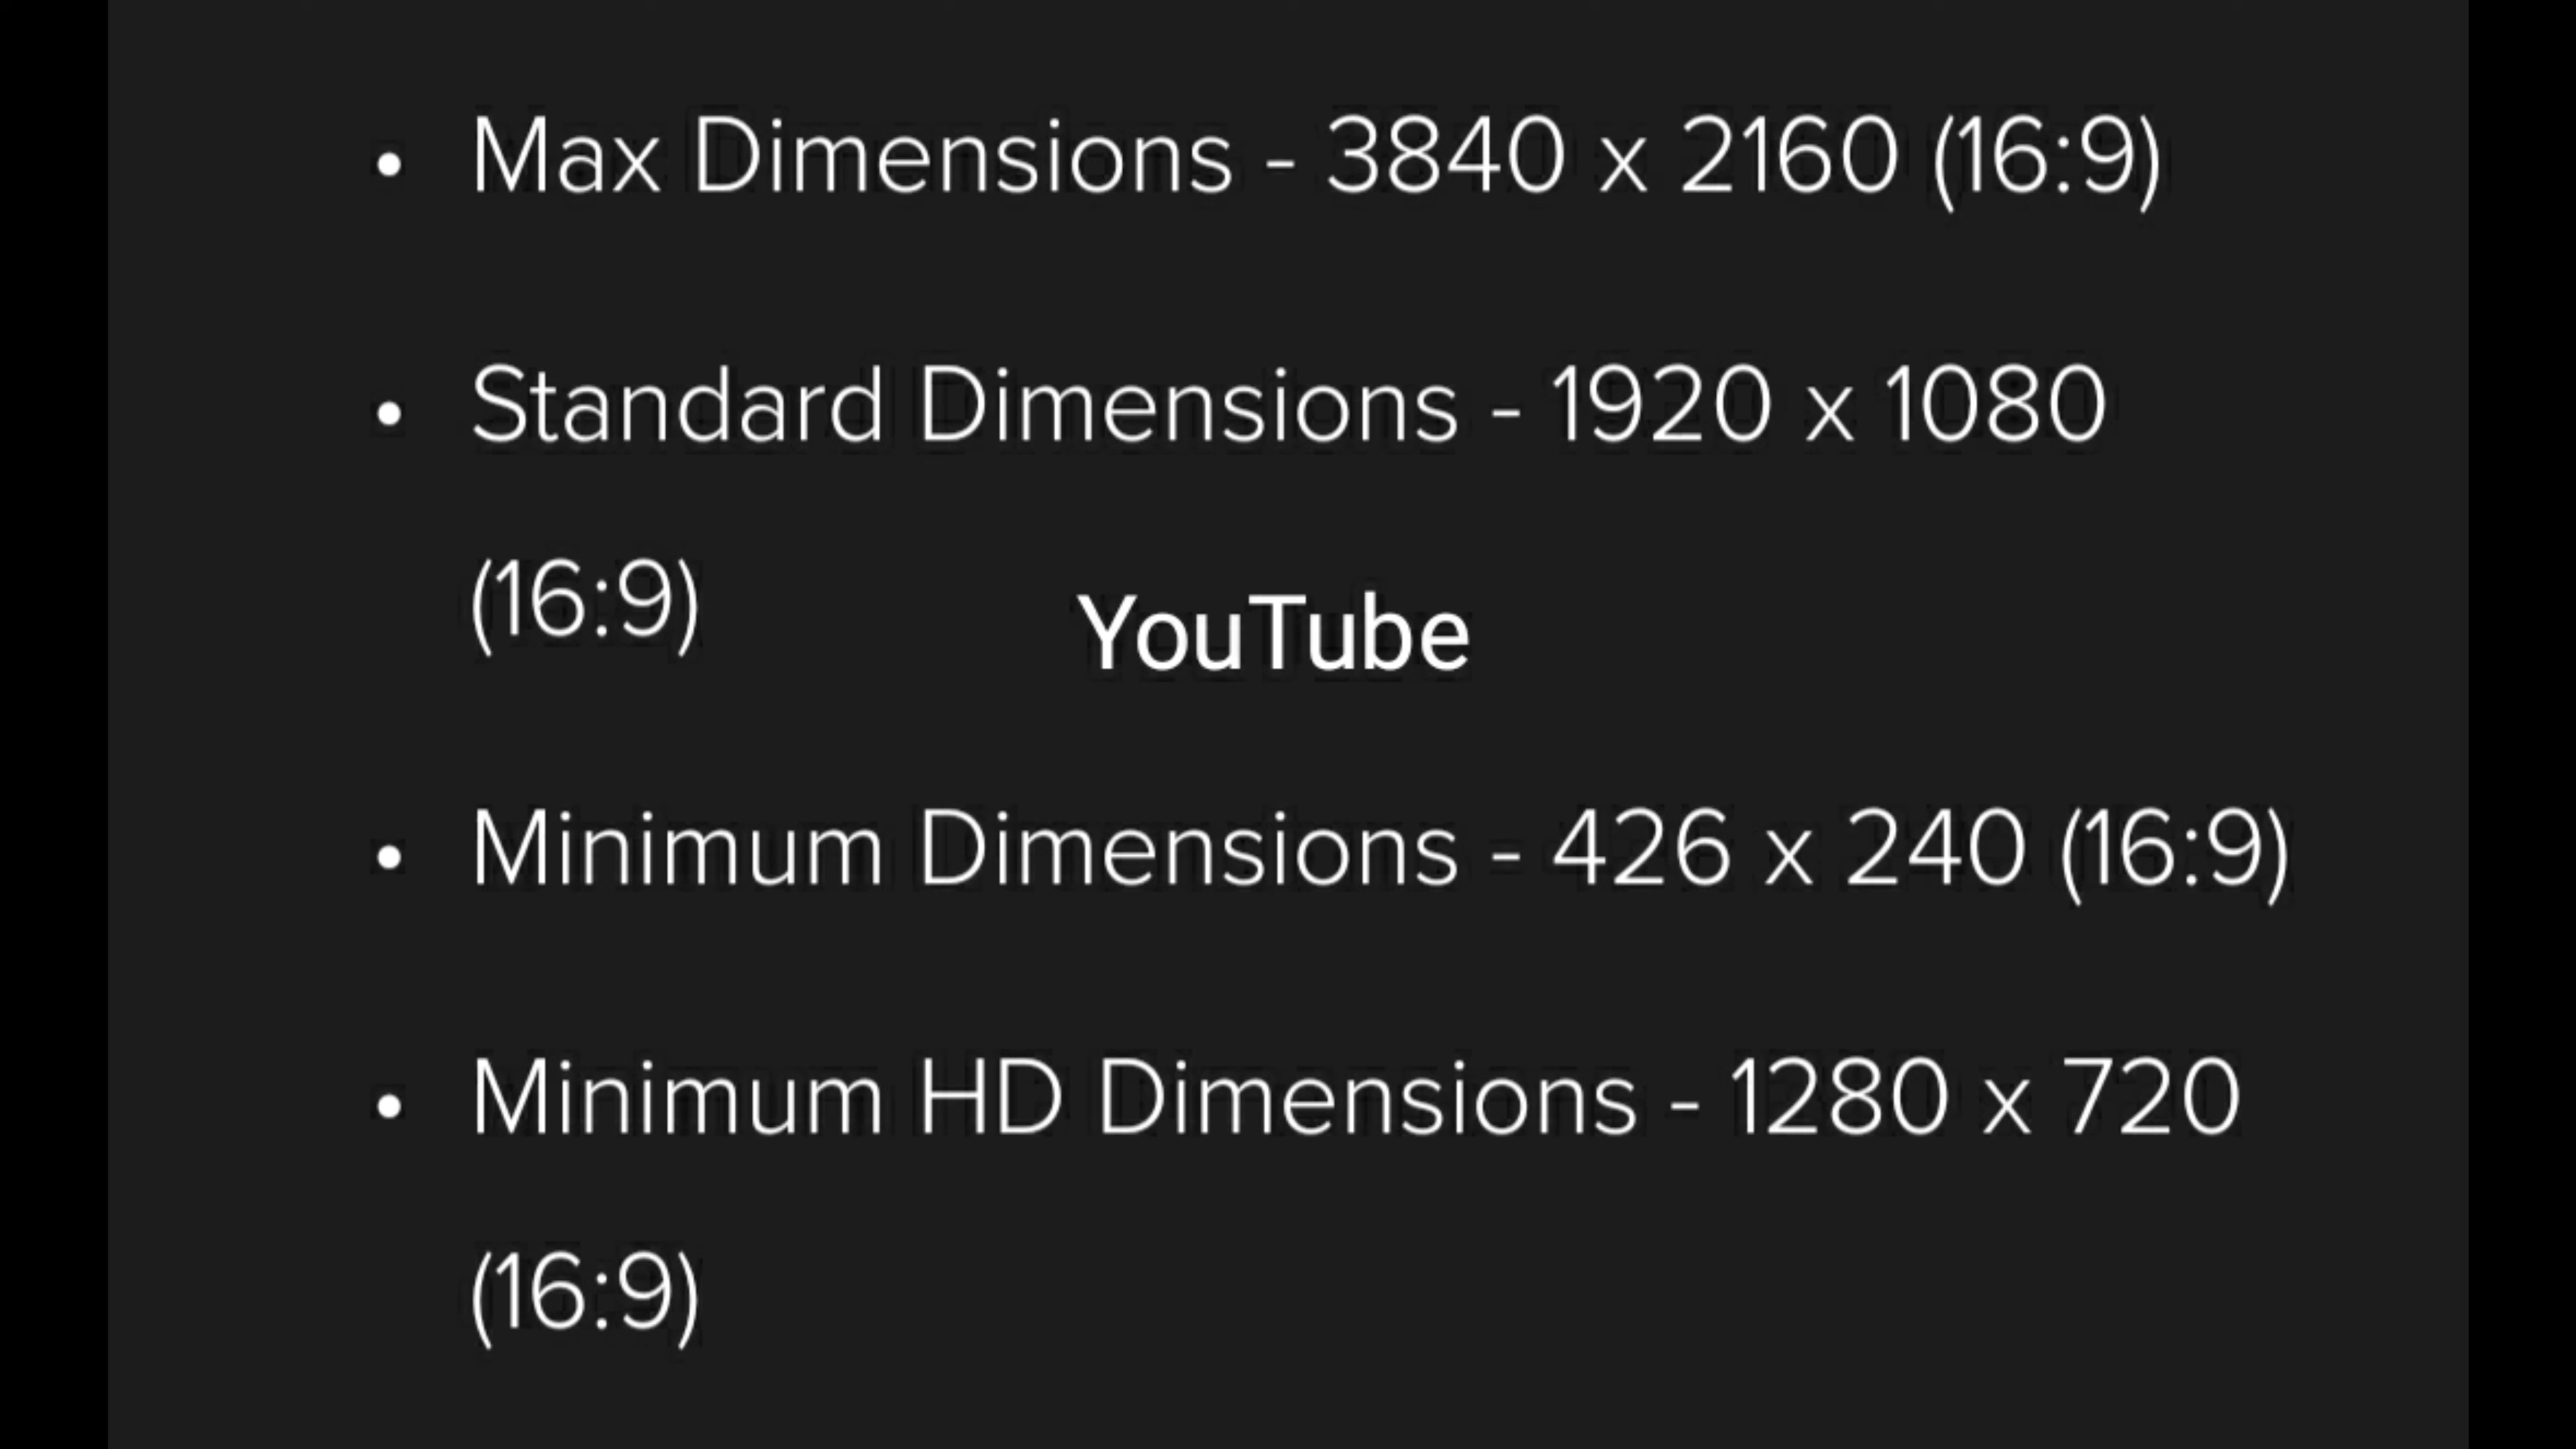 • Max Dimensions - 3840 x 2160 (16:9)
• Standard Dimensions - 1920 x 1080
(16:9)
YouTube
• Minimum Dimensions - 426 x 240 (16:9)
• Minimum HD Dimensions - 1280 x 720
(16:9)